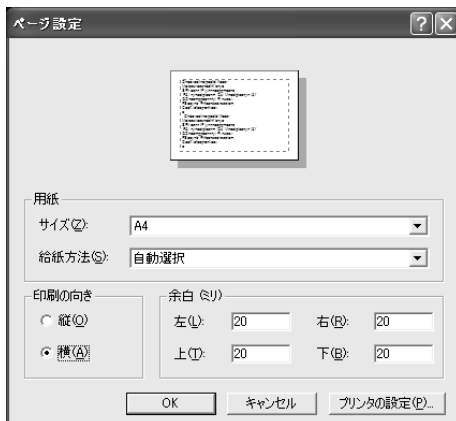 ページ設定
用紙
サイズ(Z):
A4
給紙方法(S):
自動選択
印刷の向き
縦(O)
横(A)
余白 (ミリ)
左(L): 20 右(R): 20
上(T): 20 下(B): 20
OK キャンセル プリンタの設定(P)...